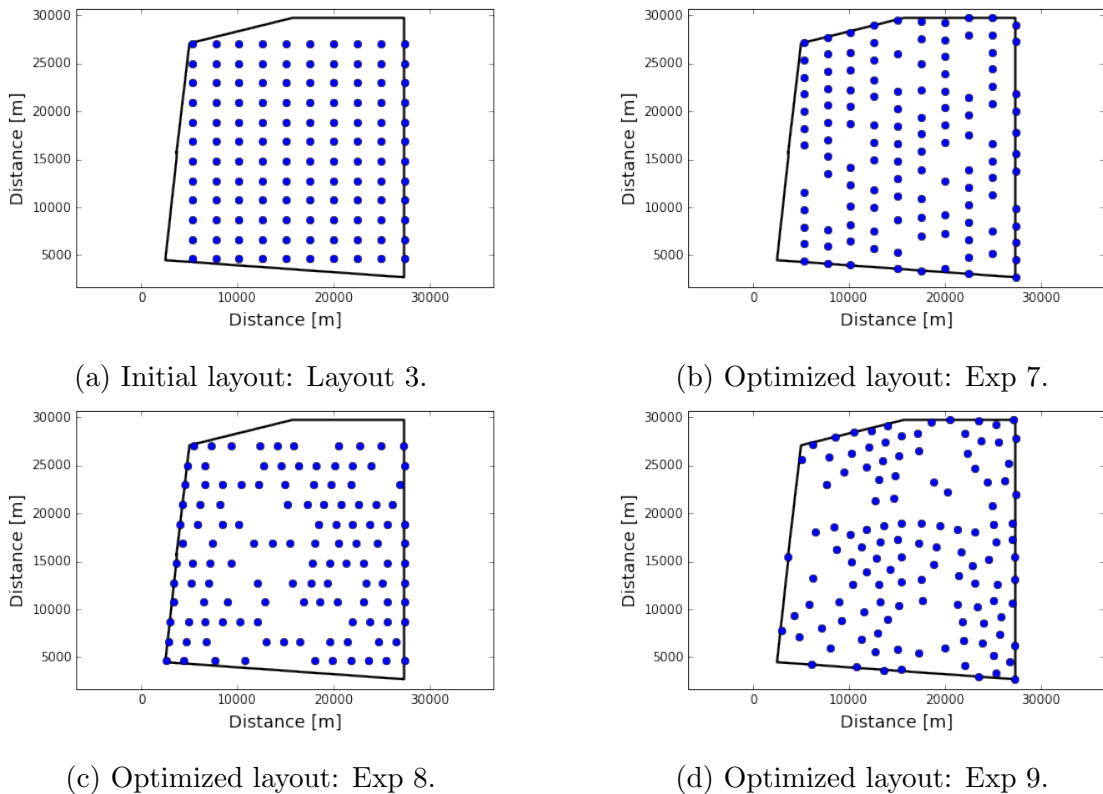 30000
25000
20000
15000
10000
5000
Distance [m]
0 10000 20000 30000
Distance [m]
(a) Initial layout: Layout 3.
30000
25000
20000
15000
10000
5000
Distance [m]
0 10000 20000 30000
Distance [m]
(b) Optimized layout: Exp 7.
30000
25000
20000
15000
10000
5000
Distance [m]
0 10000 20000 30000
Distance [m]
(c) Optimized layout: Exp 8.
30000
25000
20000
15000
10000
5000
Distance [m]
0 10000 20000 30000
Distance [m]
(d) Optimized layout: Exp 9.